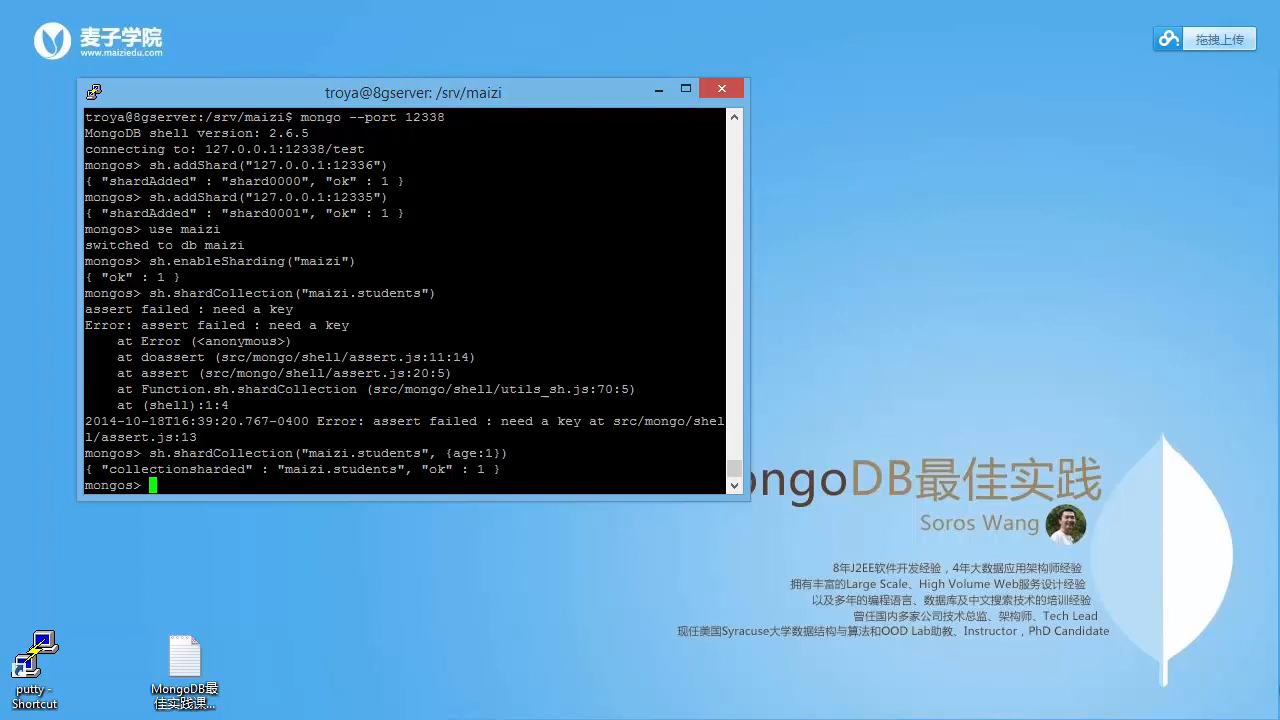 麦子学院
www.maiziedu.com
拖拽上传
troya@8gserver: /srv/maizi
troya@8gserver:/srv/maizi$ mongo --port 12338
MongoDB shell version: 2.6.5
connecting to: 127.0.0.1:12338/test
mongos> sh.addShard("127.0.0.1:12336")
{ "shardAdded" : "shard0000", "ok" : 1 }
mongos> sh.addShard("127.0.0.1:12335")
{ "shardAdded" : "shard0001", "ok" : 1 }
mongos> use maizi
switched to db maizi
mongos> sh.enableSharding("maizi")
{ "ok" : 1 }
mongos> sh.shardCollection("maizi.students")
assert failed : need a key
Error: assert failed : need a key
    at Error (<anonymous>)
    at doassert (src/mongo/shell/assert.js:11:14)
    at assert (src/mongo/shell/assert.js:20:5)
    at Function.sh.shardCollection (src/mongo/shell/utils_sh.js:70:5)
    at (shell):1:4
2014-10-18T16:39:20.767-0400 Error: assert failed : need a key at src/mongo/shel
l/assert.js:13
mongos> sh.shardCollection("maizi.students", {age:1})
{ "collectionsharded" : "maizi.students", "ok" : 1 }
mongos>
ongoDB最佳实践
Soros Wang
8年J2EE软件开发经验，4年大数据应用架构师经验
拥有丰富的Large Scale、High Volume Web服务设计经验
以及多年的编程语言、数据库及中文搜索技术的培训经验
曾任国内多家公司技术总监、架构师、Tech Lead
现任美国Syracuse大学数据结构与算法和OOD Lab助教、Instructor，PhD Candidate
putty -
Shortcut
MongoDB最
佳实践课...